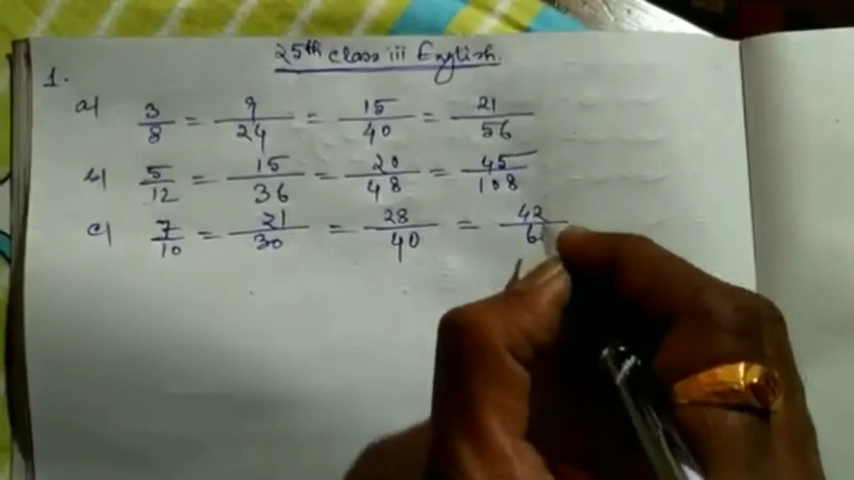 25th class iii English.
1.
a) 3/8 = 9/24 = 15/40 = 21/56
b) 5/12 = 15/36 = 20/48 = 45/108
c) 7/10 = 21/30 = 28/40 = 42/6